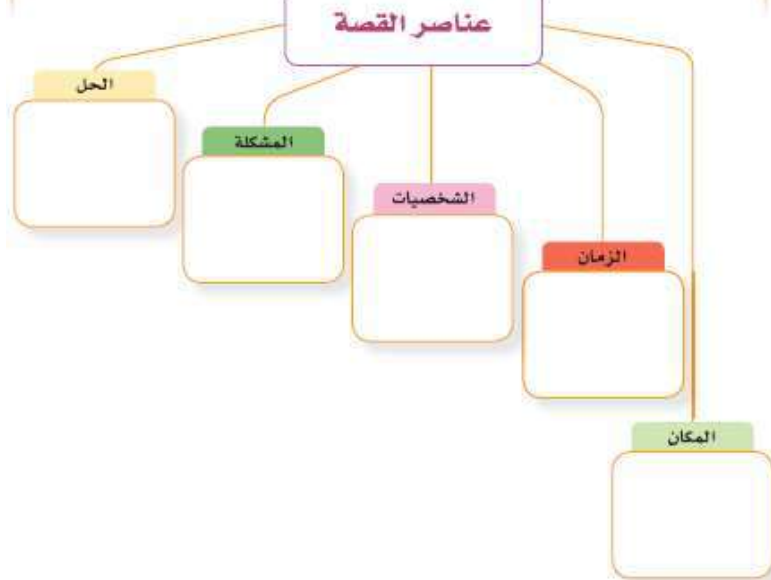 عناصر القصة
الحل
المشكلة
الشخصيات
الزمان
المكان